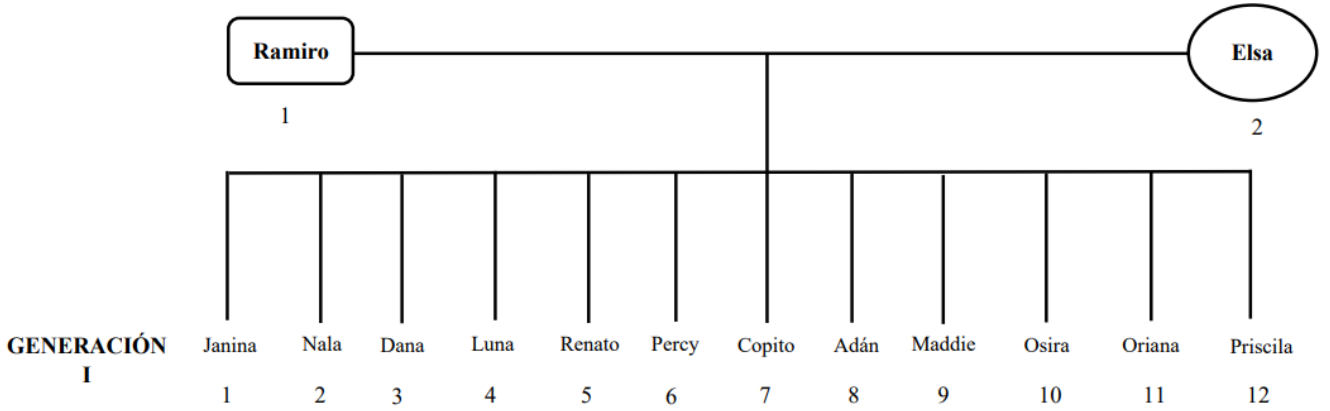 Ramiro
Elsa
1
2
GENERACIÓN I
Janina Nala Dana Luna Renato Percy Copito Adán Maddie Osira Oriana Priscila
1 2 3 4 5 6 7 8 9 10 11 12